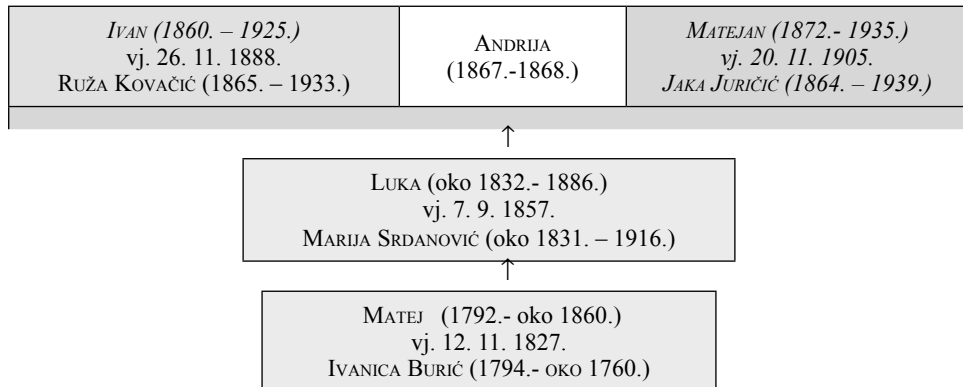 Ivan (1860. – 1925.)
vj. 26. 11. 1888.
Ruža Kovačić (1865. – 1933.)
Andrija
(1867.-1868.)
Matejan (1872.- 1935.)
vj. 20. 11. 1905.
Jaka Juričić (1864. – 1939.)
Luka (oko 1832.- 1886.)
vj. 7. 9. 1857.
Marija Srdanović (oko 1831. – 1916.)
Matej (1792.- oko 1860.)
vj. 12. 11. 1827.
Ivanica Burić (1794.- oko 1760.)